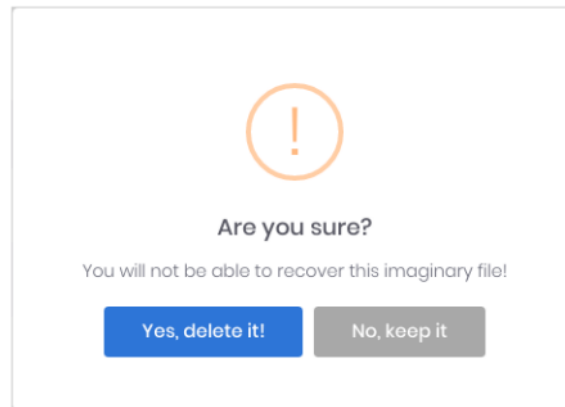 !
Are you sure?
You will not be able to recover this imaginary file!
Yes, delete it! No, keep it